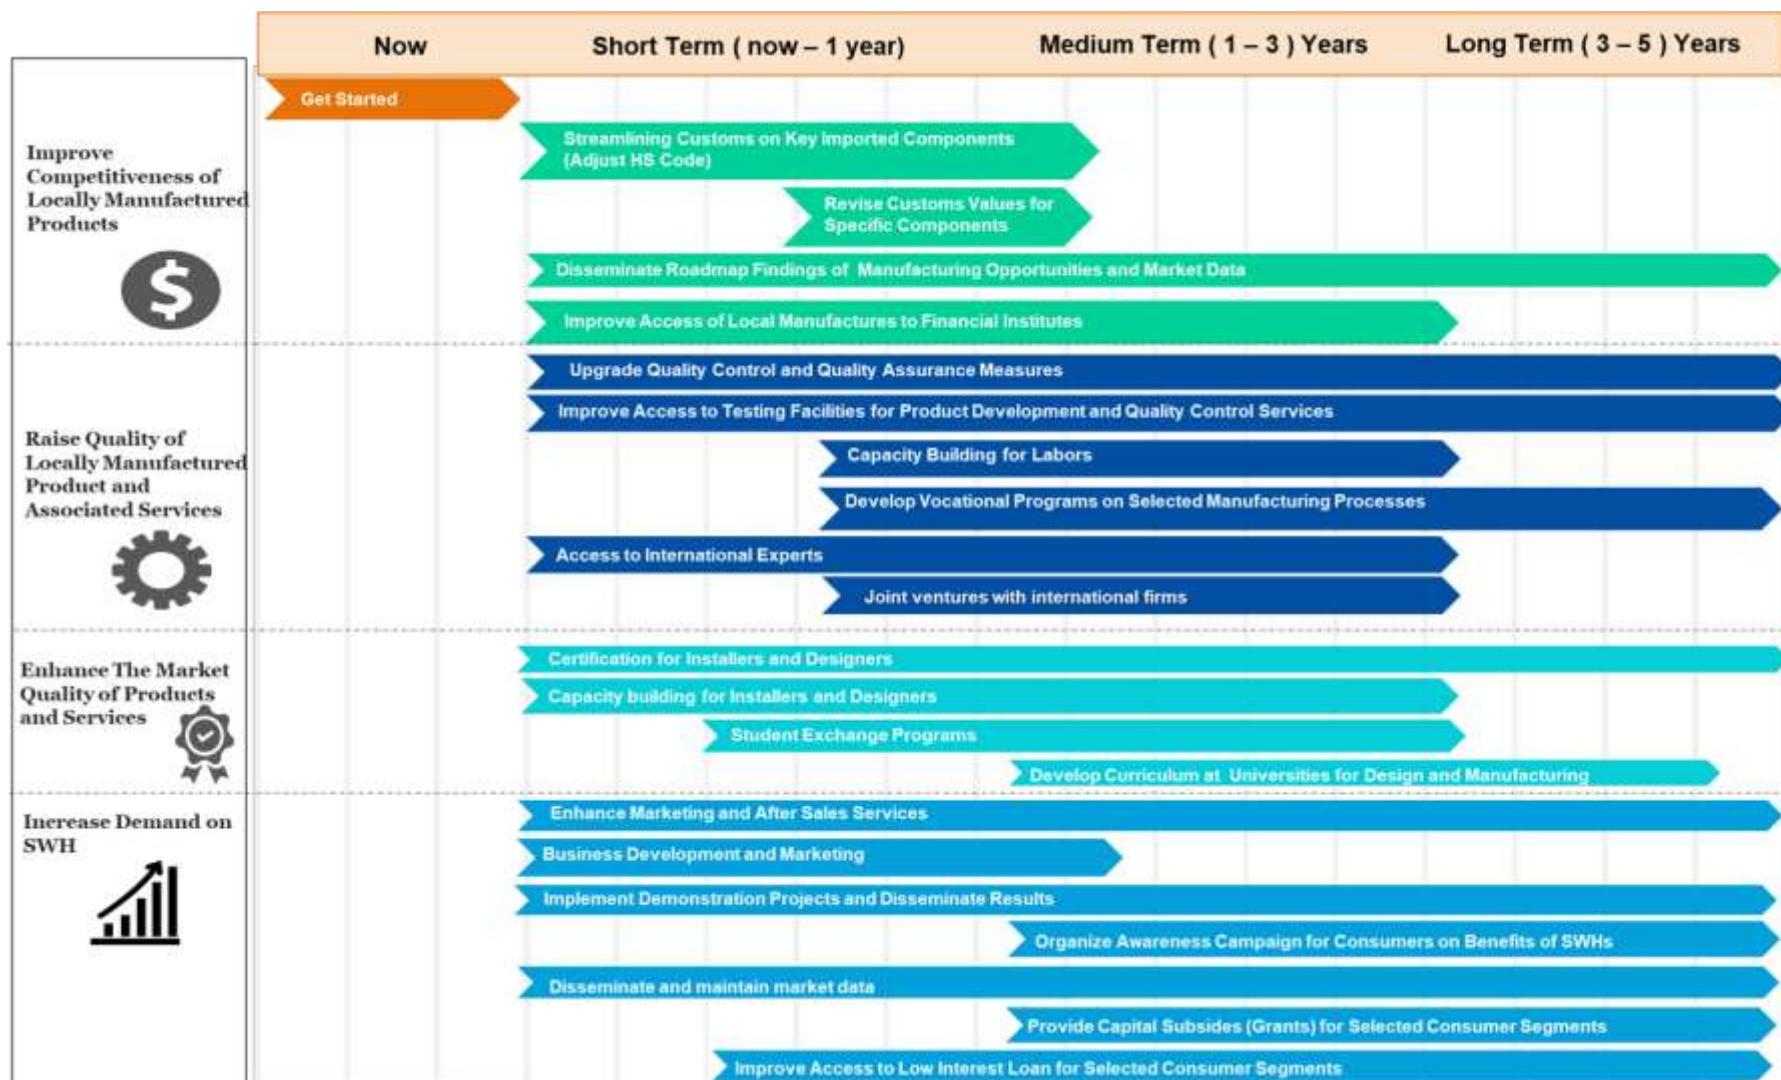 Now
Short Term ( now – 1 year)
Medium Term ( 1 – 3 ) Years
Long Term ( 3 – 5 ) Years
Get Started
Improve
Competitiveness of
Locally Manufactured
Products
$
Streamlining Customs on Key Imported Components
(Adjust HS Code)
Revise Customs Values for
Specific Components
Disseminate Roadmap Findings of Manufacturing Opportunities and Market Data
Improve Access of Local Manufactures to Financial Institutes
Raise Quality of
Locally Manufactured
Product and
Associated Services
Upgrade Quality Control and Quality Assurance Measures
Improve Access to Testing Facilities for Product Development and Quality Control Services
Capacity Building for Labors
Develop Vocational Programs on Selected Manufacturing Processes
Access to International Experts
Joint ventures with international firms
Enhance The Market
Quality of Products
and Services
Certification for Installers and Designers
Capacity building for Installers and Designers
Student Exchange Programs
Develop Curriculum at Universities for Design and Manufacturing
Increase Demand on
SWH
Enhance Marketing and After Sales Services
Business Development and Marketing
Implement Demonstration Projects and Disseminate Results
Organize Awareness Campaign for Consumers on Benefits of SWHs
Disseminate and maintain market data
Provide Capital Subsides (Grants) for Selected Consumer Segments
Improve Access to Low Interest Loan for Selected Consumer Segments